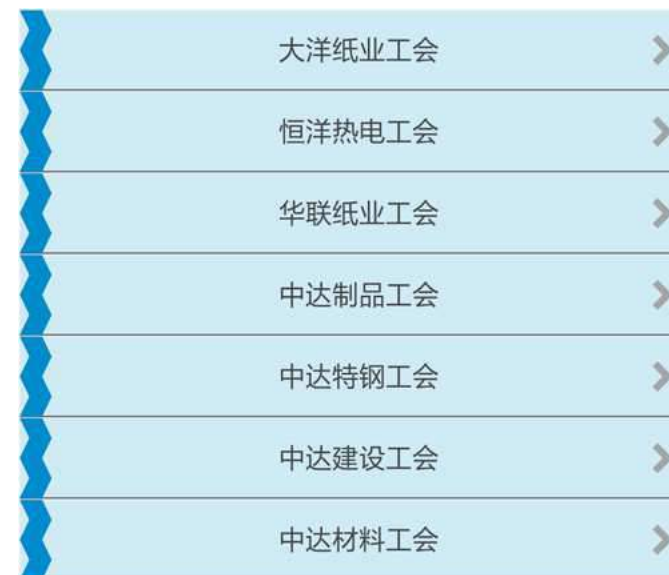 大洋纸业工会
恒洋热电工会
华联纸业工会
中达制品工会
中达特钢工会
中达建设工会
中达材料工会